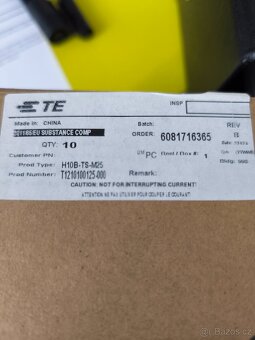 TE
INSP
Made in: CHINA
Batch:
REV
EU SUBSTANCE COMP
ORDER: 6081716365
B
QTY: 10
UM PC
Reel / Box #: 1
Customer PN:
Prod Type: H10B-TS-M25
Prod Number: T1210100125-000
Remark:
CAUTION: NOT FOR INTERRUPTING CURRENT!
ATTENTION: NE PAS UTILISER POUR COUPER LE COURANT!
Sbazar.cz